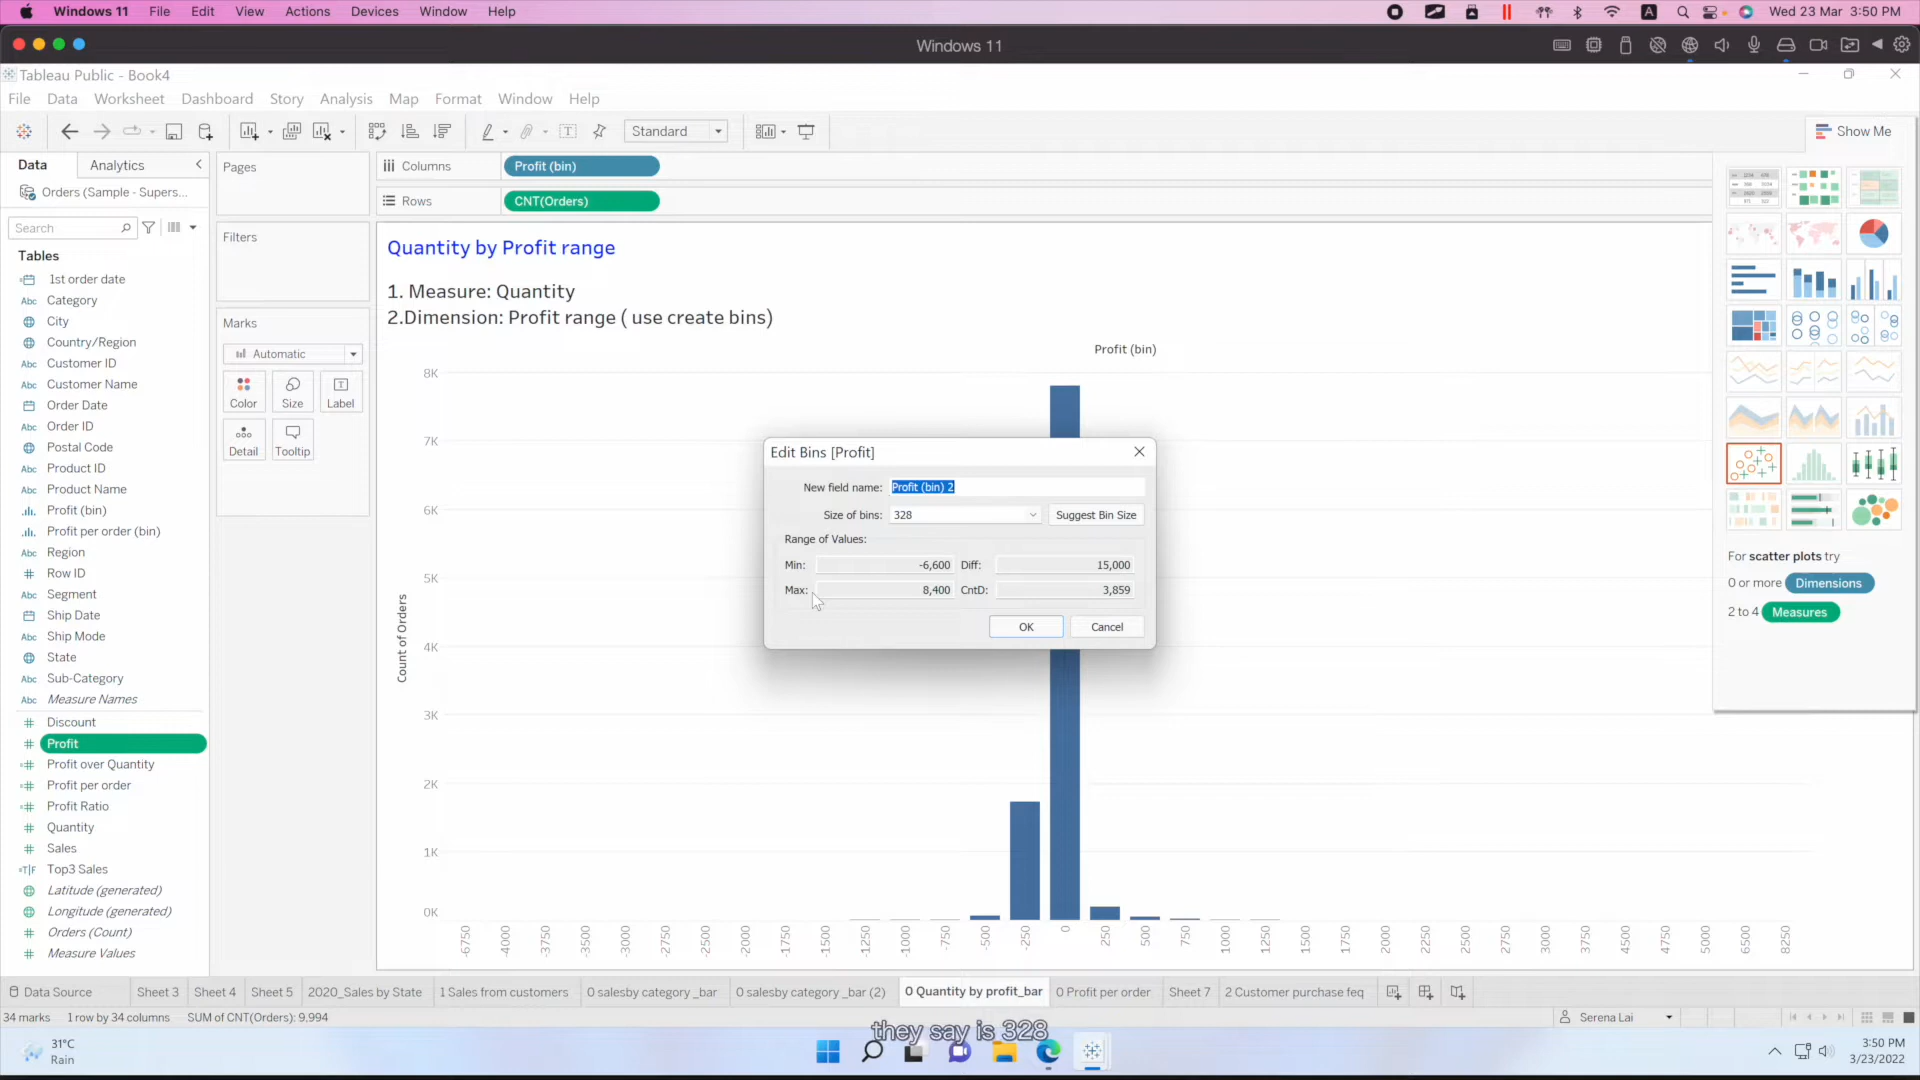 Windows 11 File Edit View Actions Devices Window Help
A
Wed 23 Mar 3:50 PM
Windows 11
Tableau Public - Book4
File Data Worksheet Dashboard Story Analysis Map Format Window Help
Standard
Show Me
Data Analytics
Orders (Sample - Supers...
Search
Tables
1st order date
Abc Category
City
Country/Region
Abc Customer ID
Abc Customer Name
Order Date
Abc Order ID
Postal Code
Abc Product ID
Abc Product Name
Profit (bin)
Profit per order (bin)
Abc Region
# Row ID
Abc Segment
Ship Date
Abc Ship Mode
State
Abc Sub-Category
Abc Measure Names
# Discount
# Profit
=# Profit over Quantity
=# Profit per order
=# Profit Ratio
# Quantity
# Sales
=T|F Top3 Sales
Latitude (generated)
Longitude (generated)
# Orders (Count)
# Measure Values
Pages
Filters
Marks
Automatic
Color Size Label
Detail Tooltip
Columns Profit (bin)
Rows CNT(Orders)
Quantity by Profit range
1. Measure: Quantity
2.Dimension: Profit range ( use create bins)
Profit (bin)
Count of Orders
8K
7K
6K
5K
4K
3K
2K
1K
0K
-6750 -4000 -3750 -3500 -3000 -2750 -2500 -2000 -1750 -1500 -1250 -1000 -750 -500 -250 0 250 500 750 1000 1250 1500 1750 2000 2250 2500 2750 3000 3750 4500 4750 5000 6500 8250
Edit Bins [Profit]
New field name: Profit (bin) 2
Size of bins: 328 Suggest Bin Size
Range of Values:
Min: -6,600 Diff: 15,000
Max: 8,400 CntD: 3,859
OK Cancel
For scatter plots try
0 or more Dimensions
2 to 4 Measures
Data Source Sheet 3 Sheet 4 Sheet 5 2020_Sales by State 1 Sales from customers 0 salesby category _bar 0 salesby category _bar (2) 0 Quantity by profit_bar 0 Profit per order Sheet 7 2 Customer purchase feq
34 marks 1 row by 34 columns SUM of CNT(Orders): 9,994
Serena Lai
they say is 328
31°C
Rain
3:50 PM
3/23/2022